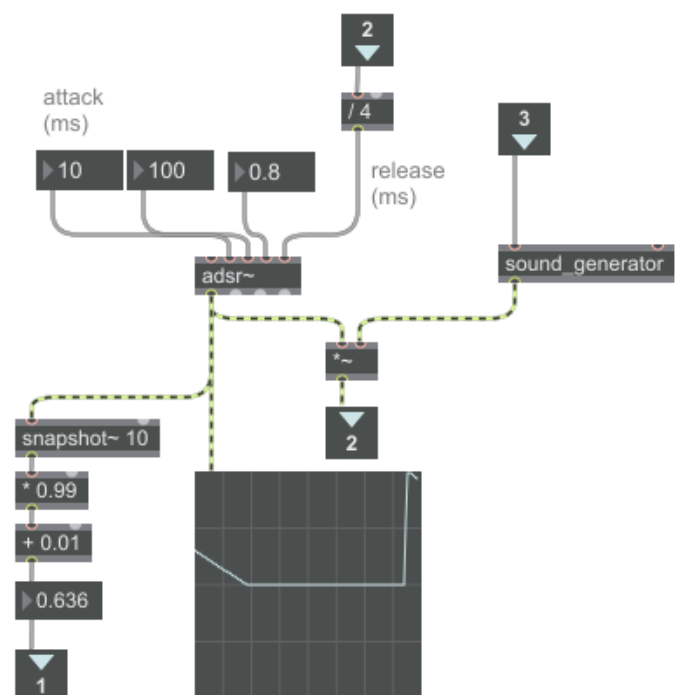 2
attack
(ms)
/ 4
3
10
100
0.8
release
(ms)
adsr~
sound_generator
*~
2
snapshot~ 10
* 0.99
+ 0.01
0.636
1